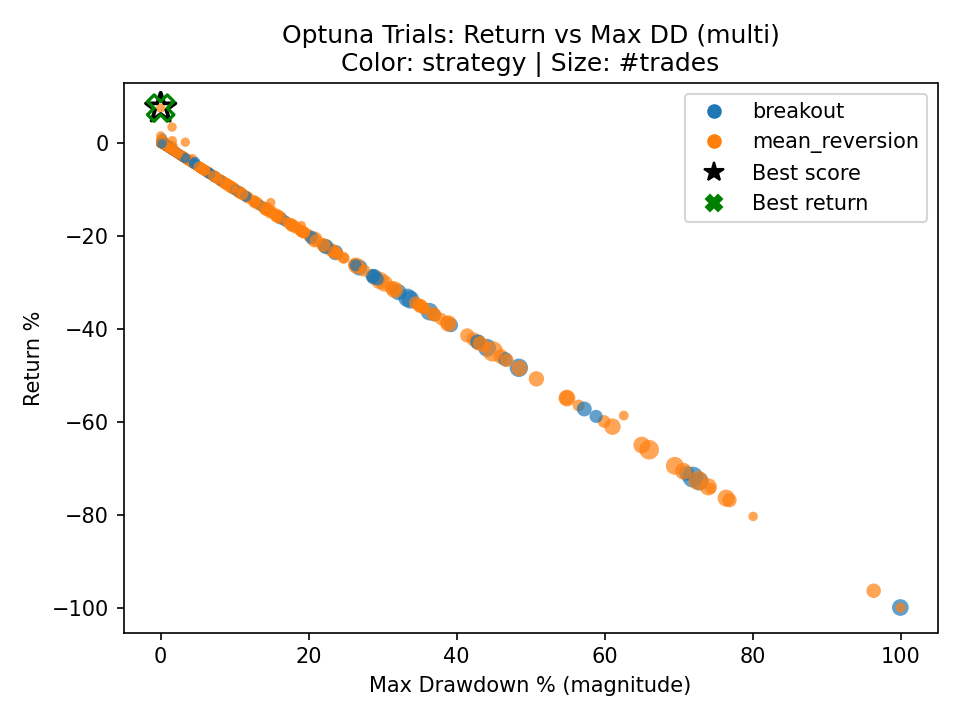 Optuna Trials: Return vs Max DD (multi)
Color: strategy | Size: #trades
breakout
mean_reversion
Best score
Best return
Return %
0
−20
−40
−60
−80
−100
0
20
40
60
80
100
Max Drawdown % (magnitude)